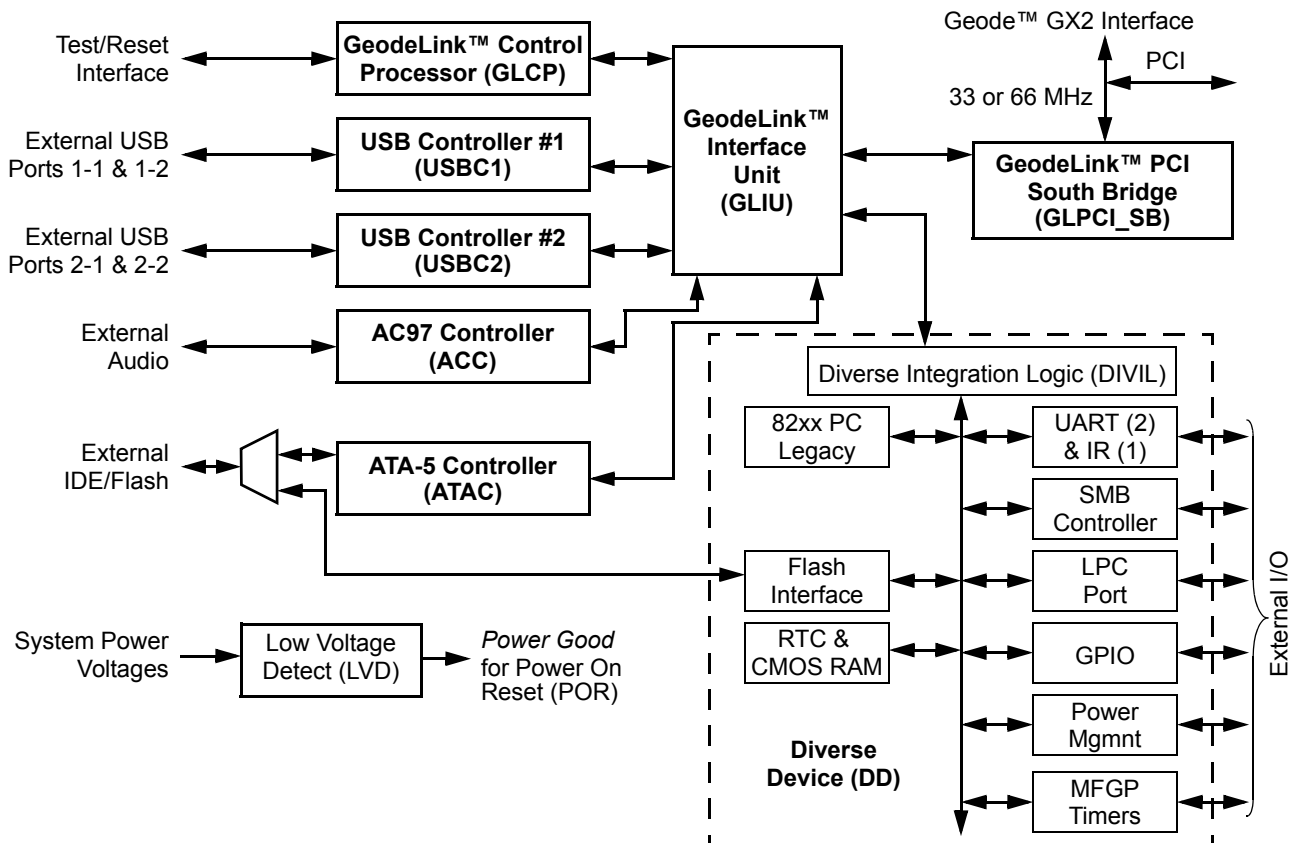 Test/Reset
Interface
GeodeLink™ Control
Processor (GLCP)
External USB
Ports 1-1 & 1-2
USB Controller #1
(USBC1)
External USB
Ports 2-1 & 2-2
USB Controller #2
(USBC2)
External
Audio
AC97 Controller
(ACC)
External
IDE/Flash
ATA-5 Controller
(ATAC)
System Power
Voltages
Low Voltage
Detect (LVD)
Power Good
for Power On
Reset (POR)
GeodeLink™
Interface
Unit
(GLIU)
Geode™ GX2 Interface
PCI
33 or 66 MHz
GeodeLink™ PCI
South Bridge
(GLPCI_SB)
Diverse Integration Logic (DIVIL)
82xx PC
Legacy
UART (2)
& IR (1)
SMB
Controller
Flash
Interface
LPC
Port
RTC &
CMOS RAM
GPIO
Power
Mgmnt
Diverse
Device (DD)
MFGP
Timers
External I/O